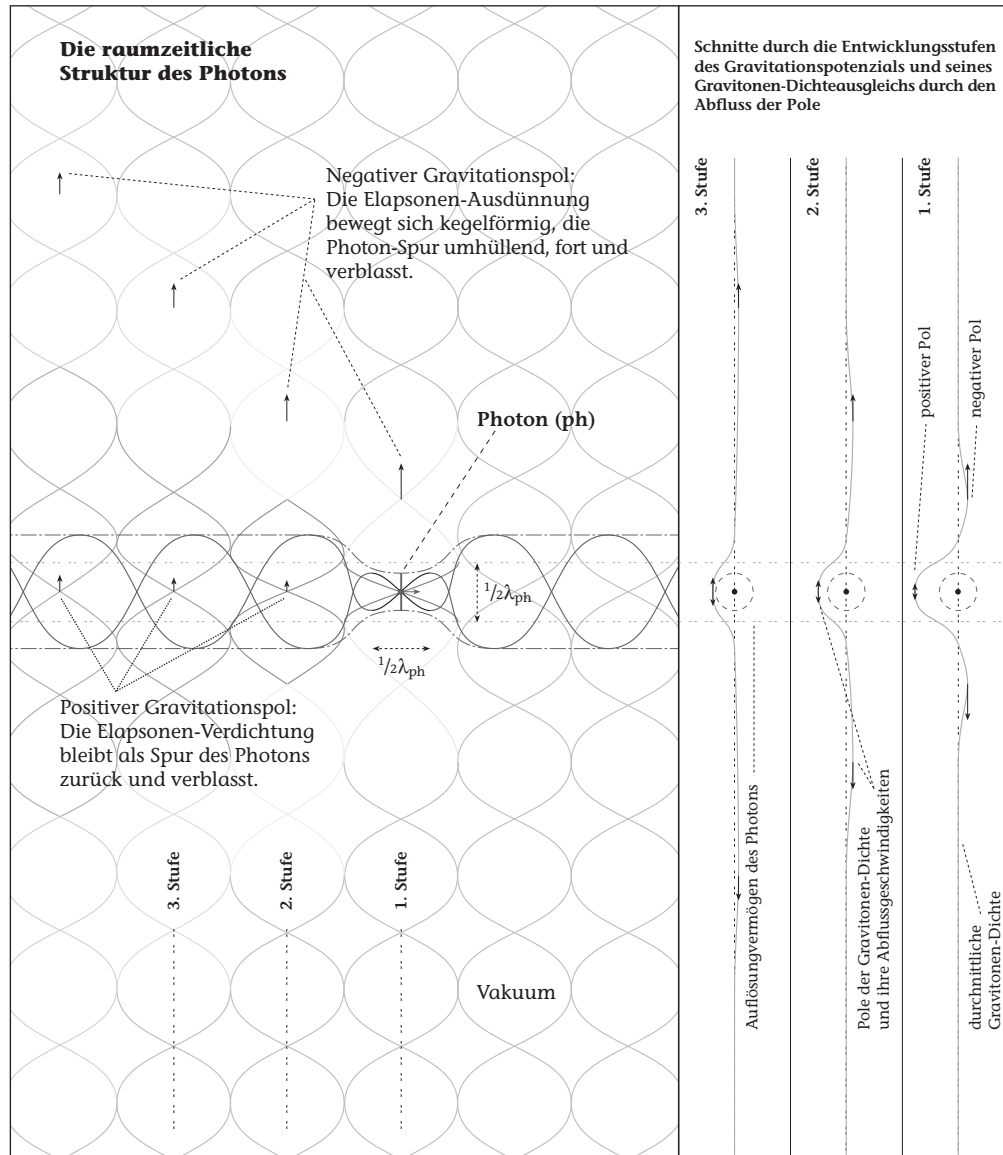 Die raumzeitliche
Struktur des Photons
Negativer Gravitationspol:
Die Elapsonen-Ausdünnung
bewegt sich kegelförmig, die
Photon-Spur umhüllend, fort und
verblasst.
Photon (ph)
1/2λph
1/2λph
Positiver Gravitationspol:
Die Elapsonen-Verdichtung
bleibt als Spur des Photons
zurück und verblasst.
3. Stufe
2. Stufe
1. Stufe
Vakuum
Schnitte durch die Entwicklungsstufen
des Gravitationspotenzials und seines
Gravitonen-Dichteausgleichs durch den
Abfluss der Pole
3. Stufe
2. Stufe
1. Stufe
positiver Pol
negativer Pol
Auflösungvermögen des Photons
Pole der Gravitonen-Dichte
und ihre Abflussgeschwindigkeiten
durchnittliche
Gravitonen-Dichte